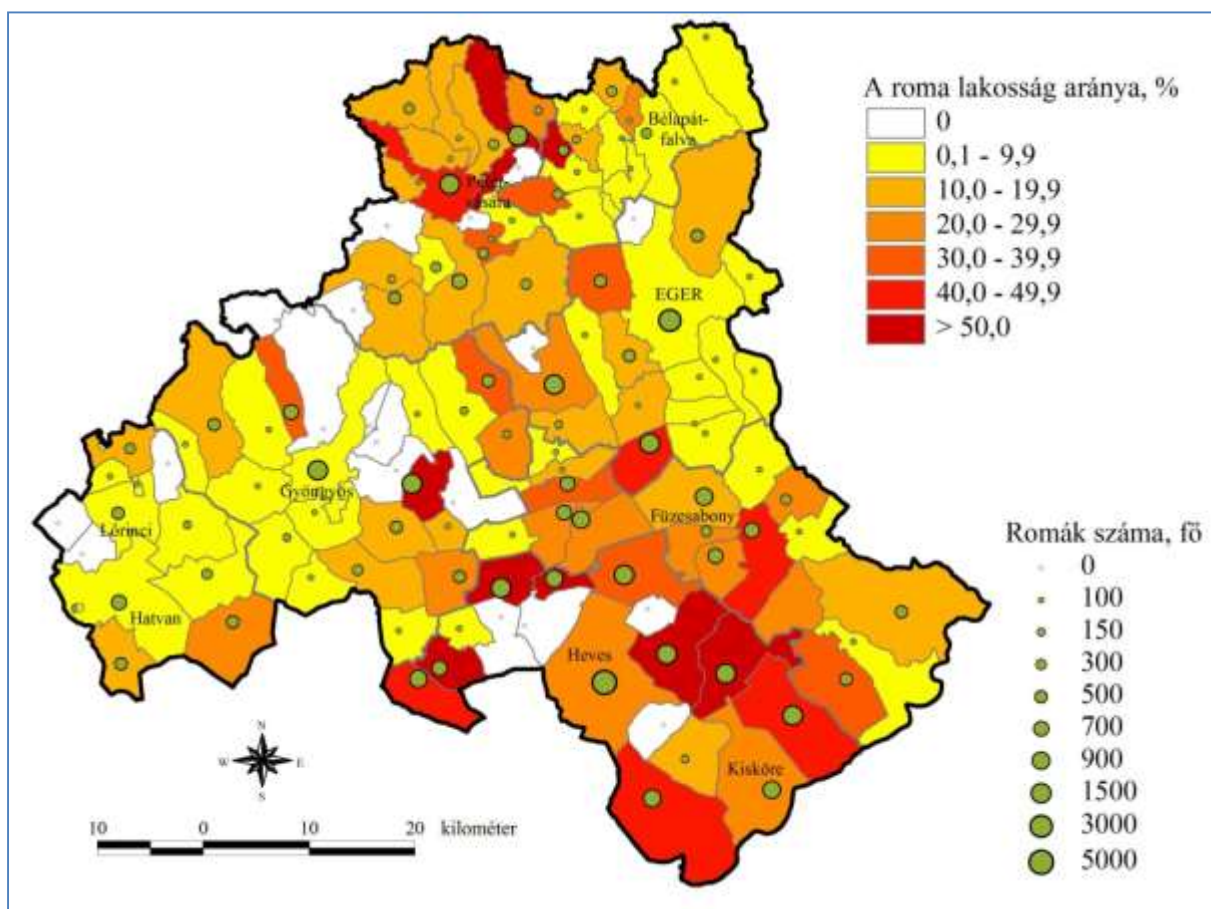 A roma lakosság aránya, %
0
0,1 - 9,9
10,0 - 19,9
20,0 - 29,9
30,0 - 39,9
40,0 - 49,9
> 50,0
Bélapát-
falva
Pétervására
EGER
Gyöngyös
Lőrinci
Füzesabony
Hatvan
Heves
Kisköre
Romák száma, fő
0
100
150
300
500
700
900
1500
3000
5000
N
W
E
S
10
0
10
20
kilométer